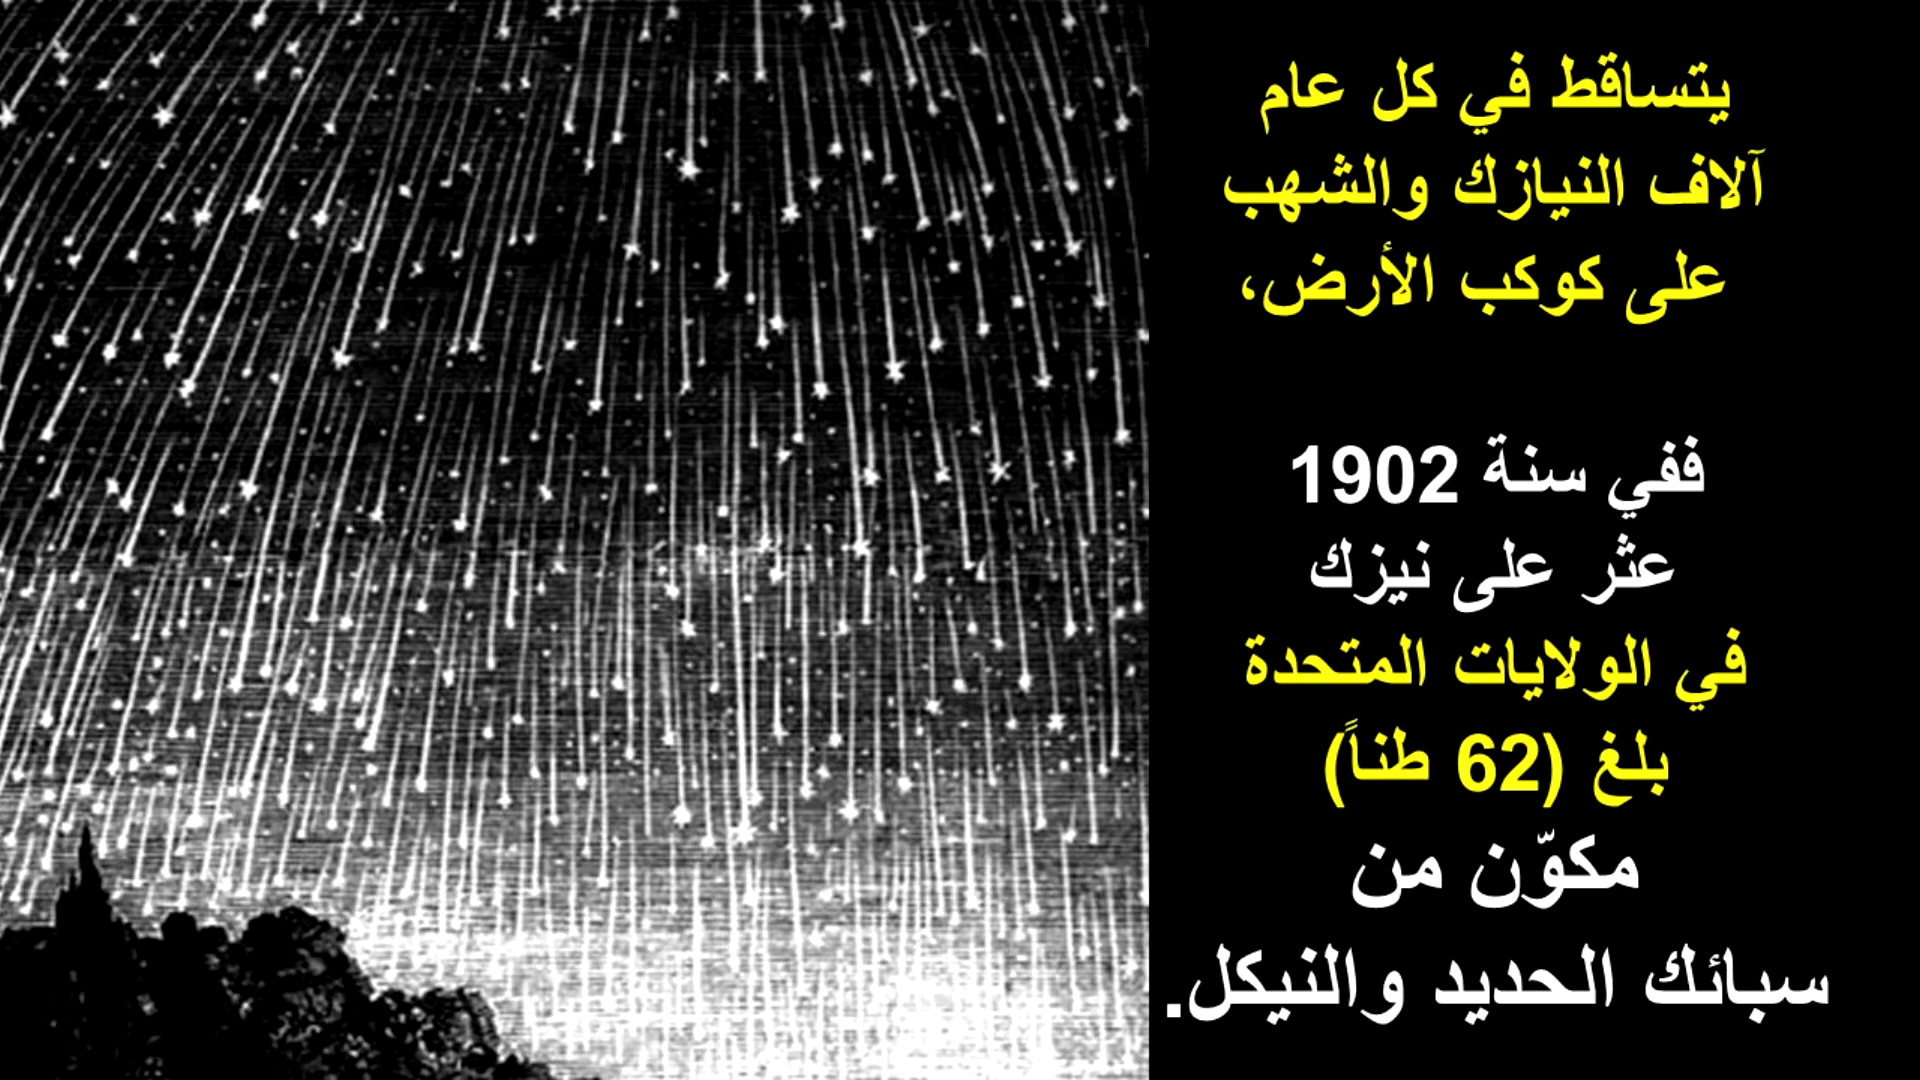 يتساقط في كل عام
آلاف النيازك والشهب
على كوكب الأرض،
ففي سنة 1902
عثر على نيزك
في الولايات المتحدة
بلغ (62 طناً)
مكوّن من
سبائك الحديد والنيكل.